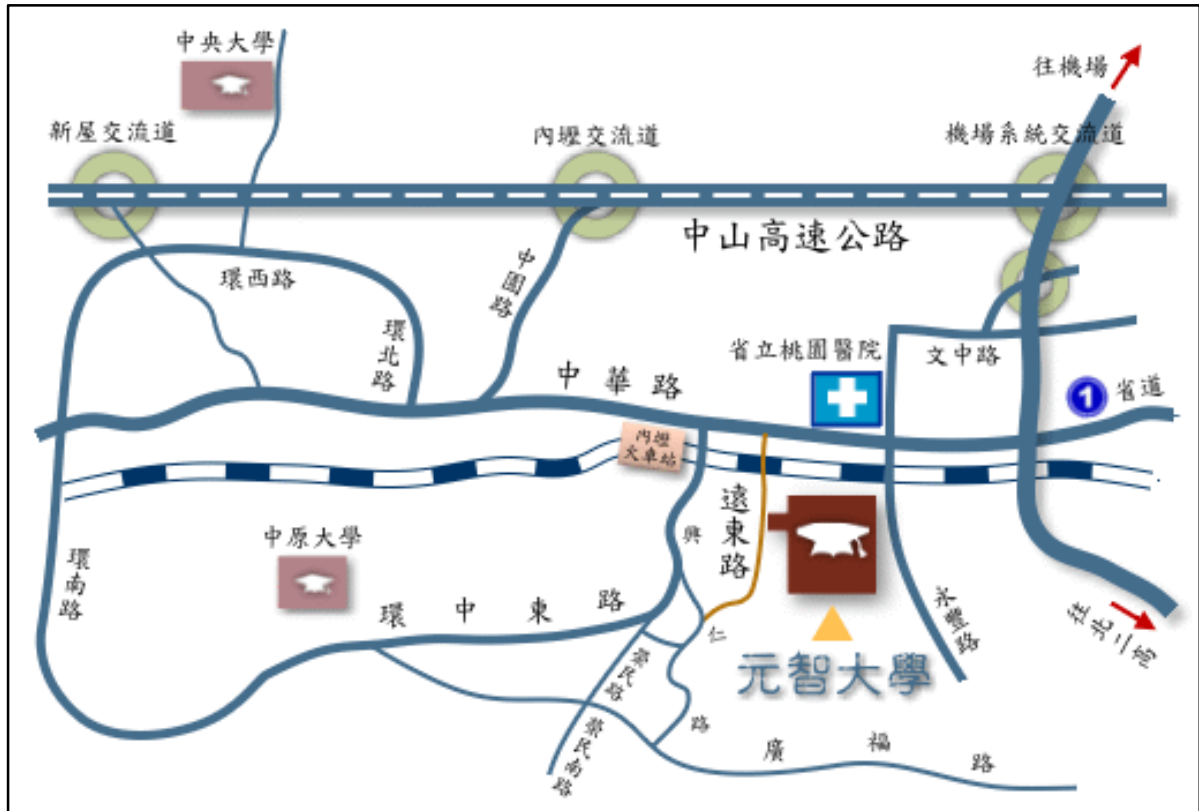 中央大學
往機場
新屋交流道
內壢交流道
機場系統交流道
中山高速公路
環西路
中園路
環北路
省立桃園醫院
文中路
中華路
1
省道
內壢
火車站
遠東路
興
仁
路
中原大學
環南路
環中東路
永豐路
往北二高
元智大學
榮民路
榮民南路
廣福路